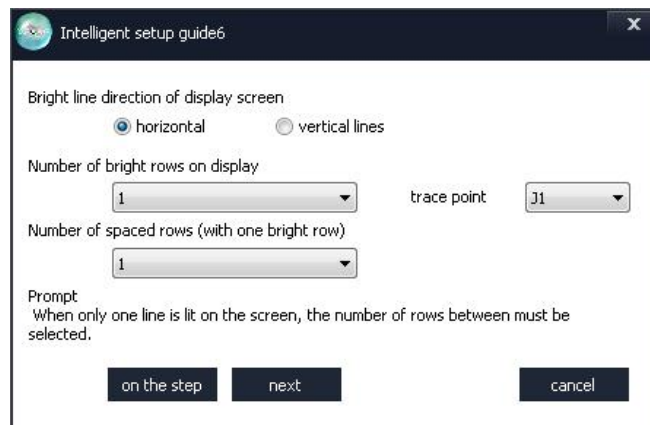 Intelligent setup guide6
X
Bright line direction of display screen
horizontal vertical lines
Number of bright rows on display
1 trace point J1
Number of spaced rows (with one bright row)
1
Prompt
When only one line is lit on the screen, the number of rows between must be
selected.
on the step next cancel